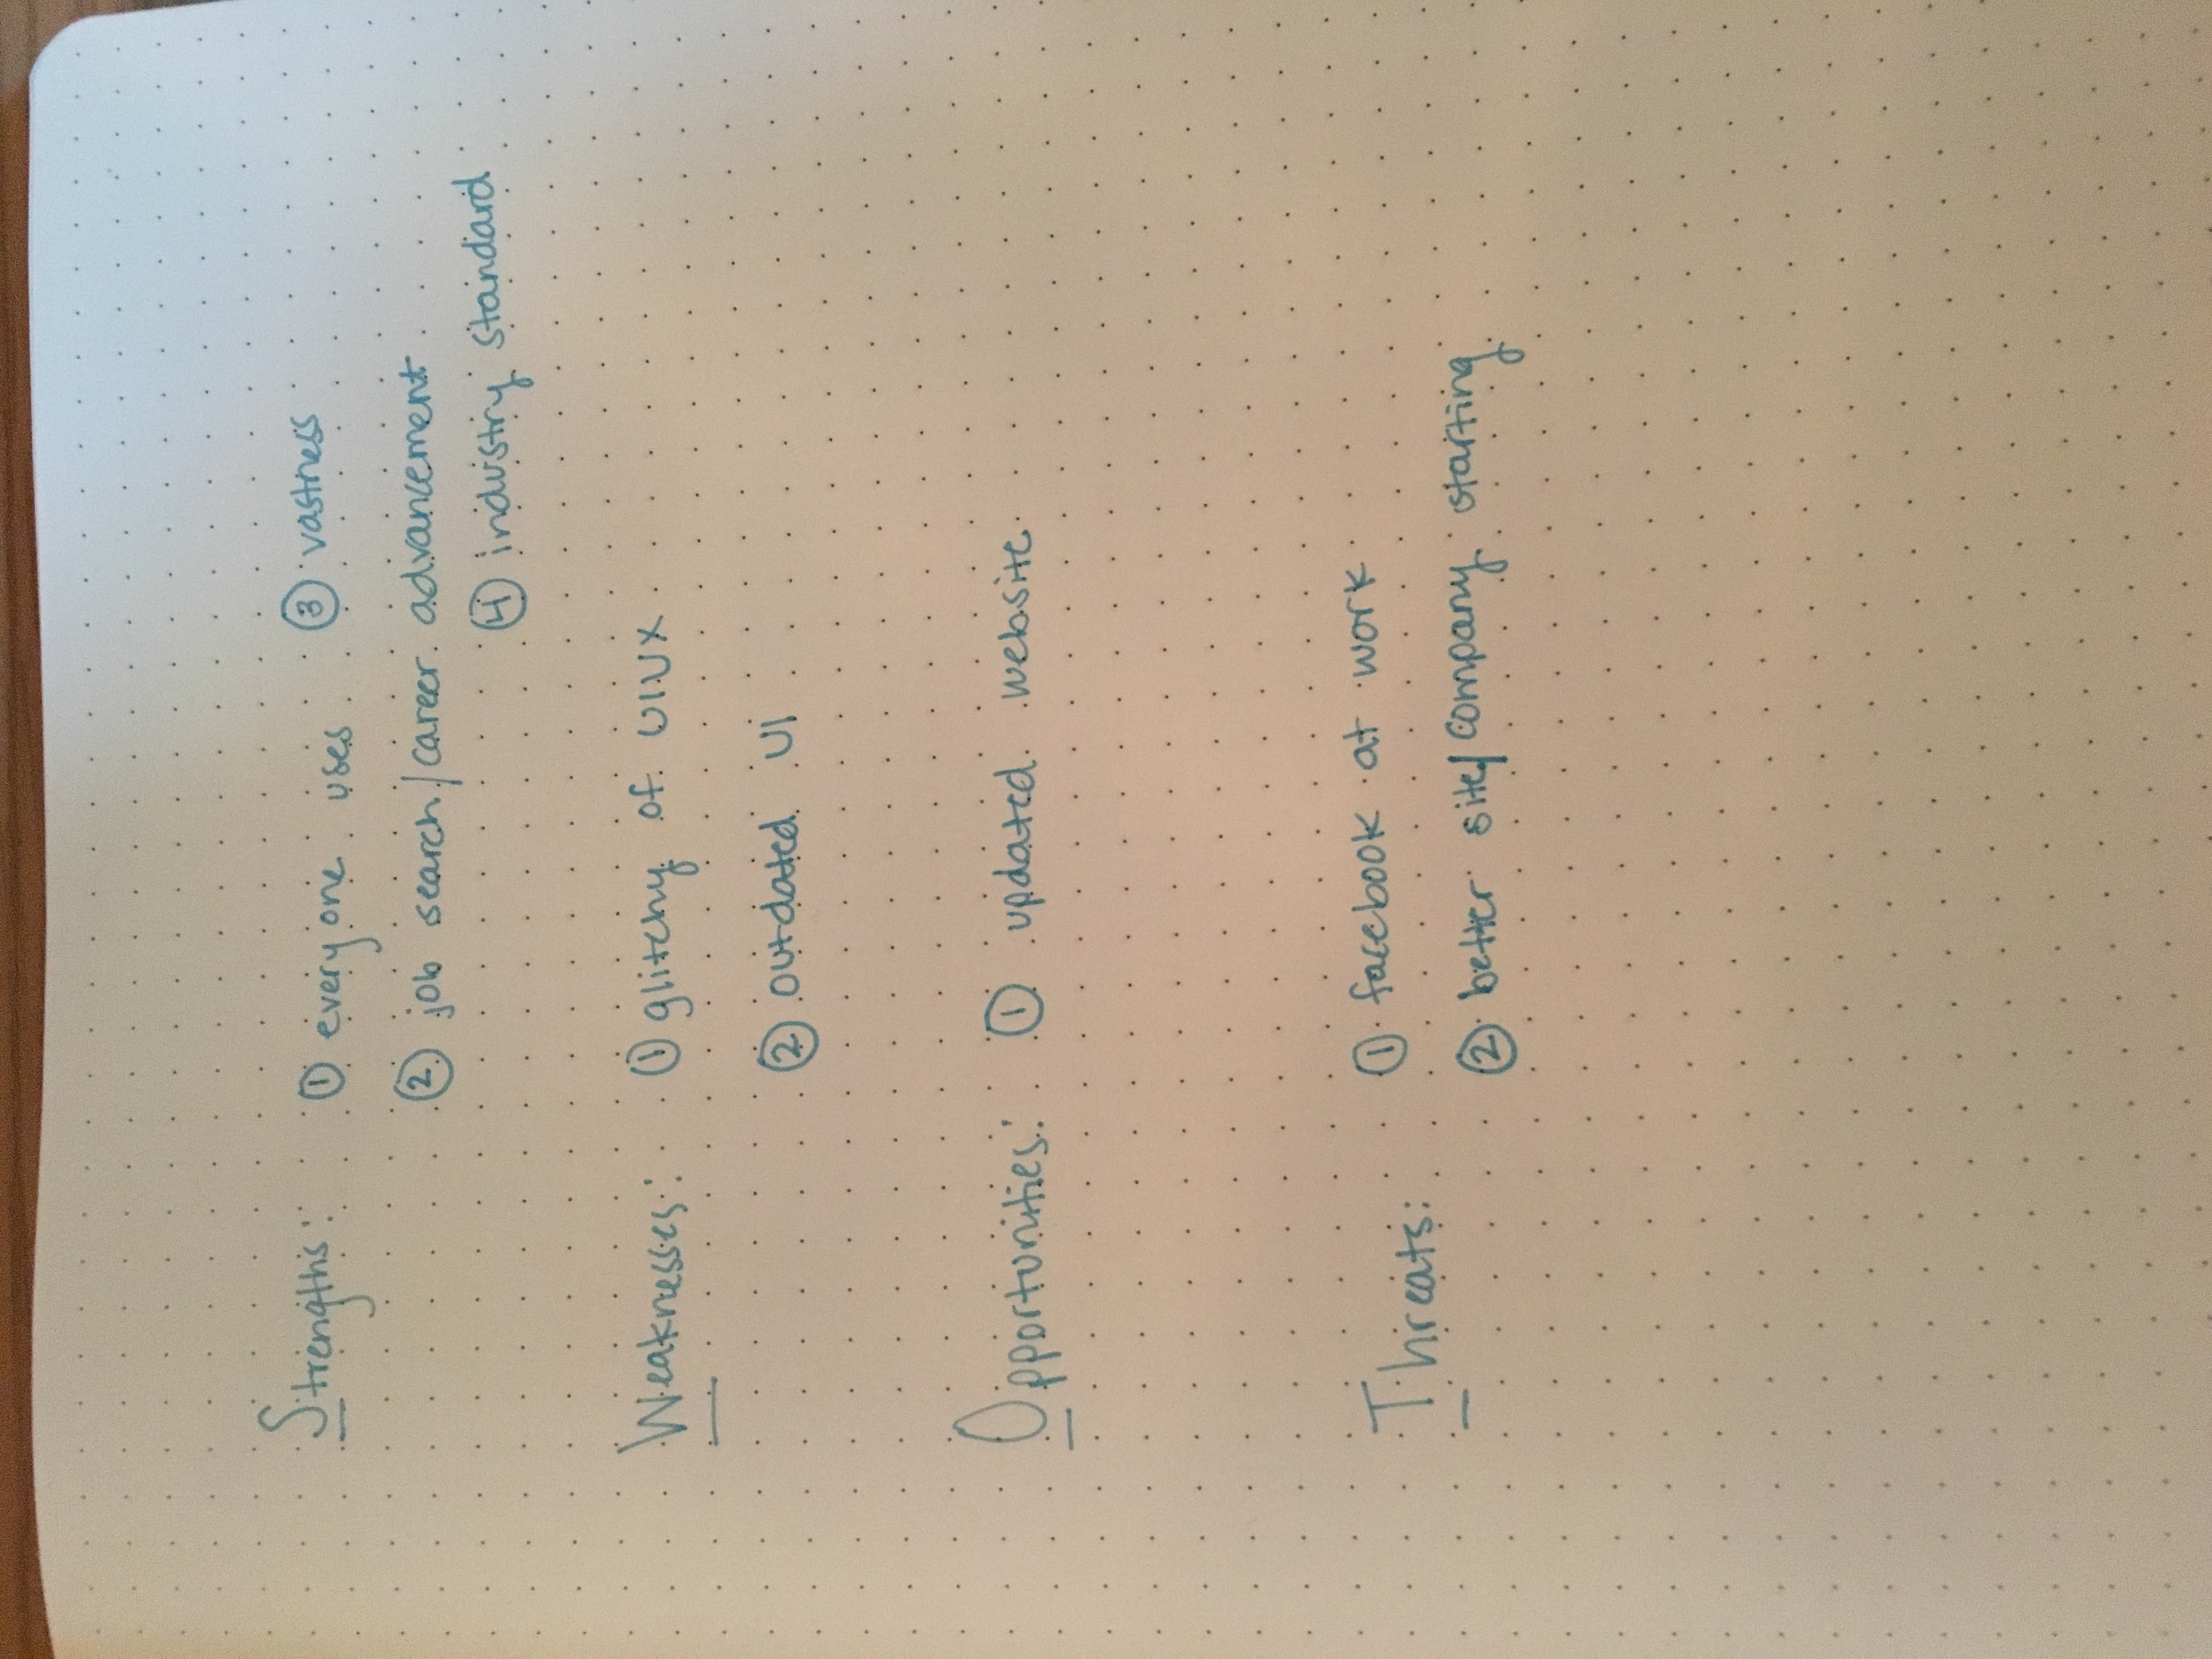 Strengths: ① everyone uses ③ vastness
② job search/career advancement
④ industry standard
Weaknesses: ① glitchy of UIUX
② outdated UI
Opportunities: ① updated website
Threats: ① facebook at work
② better site/company starting